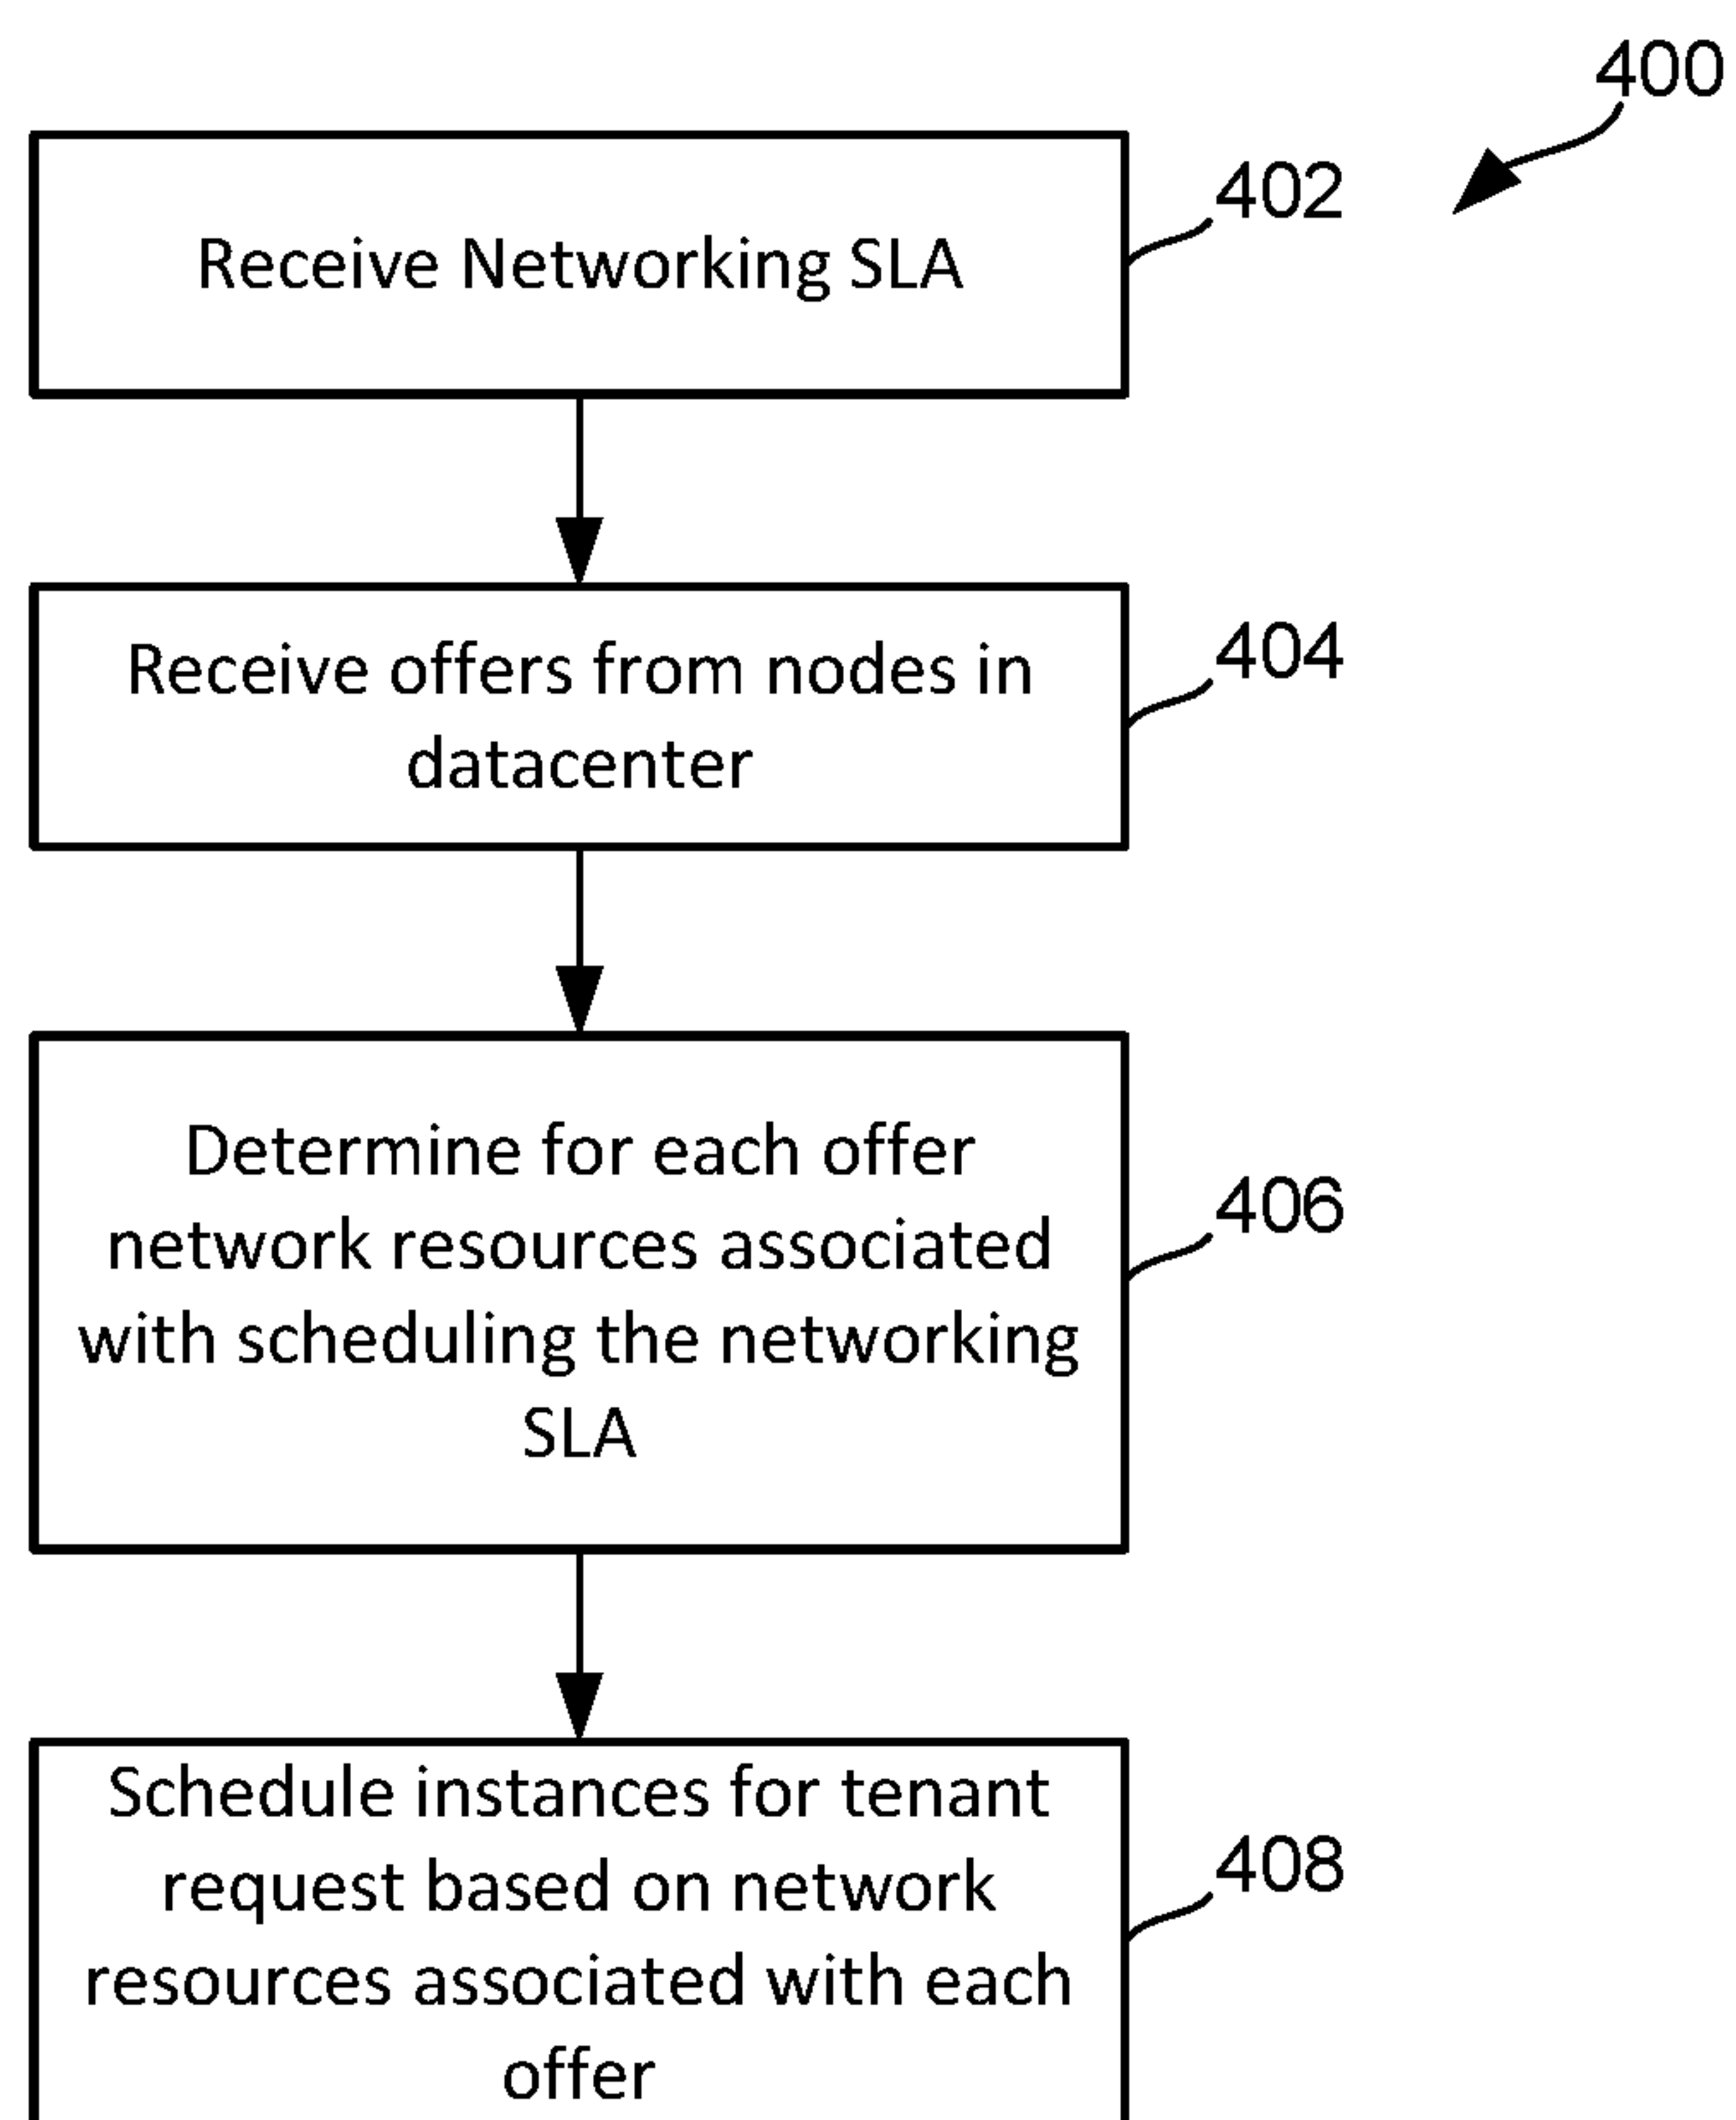 400
402
Receive Networking SLA
404
Receive offers from nodes in
datacenter
406
Determine for each offer
network resources associated
with scheduling the networking
SLA
408
Schedule instances for tenant
request based on network
resources associated with each
offer